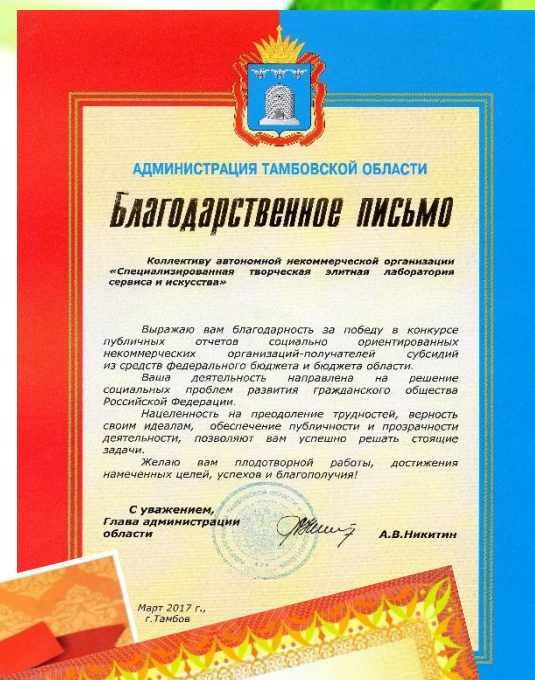 АДМИНИСТРАЦИЯ ТАМБОВСКОЙ ОБЛАСТИ
Благодарственное письмо
Коллективу автономной некоммерческой организации
«Специализированная творческая элитная лаборатория
сервиса и искусства»
Выражаю вам благодарность за победу в конкурсе
публичных отчетов социально ориентированных
некоммерческих организаций-получателей субсидий
из средств федерального бюджета и бюджета области.
Ваша деятельность направлена на решение
социальных проблем развития гражданского общества
Российской Федерации.
Нацеленность на преодоление трудностей, верность
своим идеалам, обеспечение публичности и прозрачности
деятельности, позволяют вам успешно решать стоящие
задачи.
Желаю вам плодотворной работы, достижения
намеченных целей, успехов и благополучия!
С уважением,
Глава администрации
области
А.В.Никитин
Март 2017 г.,
г.Тамбов